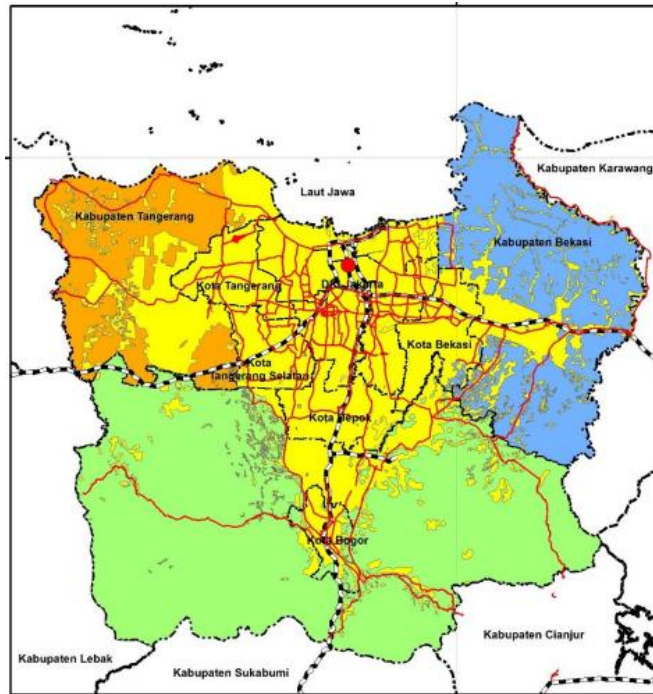 Kabupaten Karawang
Laut Jawa
Kabupaten Tangerang
Kabupaten Bekasi
Kota Tangerang
DKI Jakarta
Kota Bekasi
Kota
Tangerang Selatan
Kota Depok
Kota Bogor
Kabupaten Cianjur
Kabupaten Lebak
Kabupaten Sukabumi